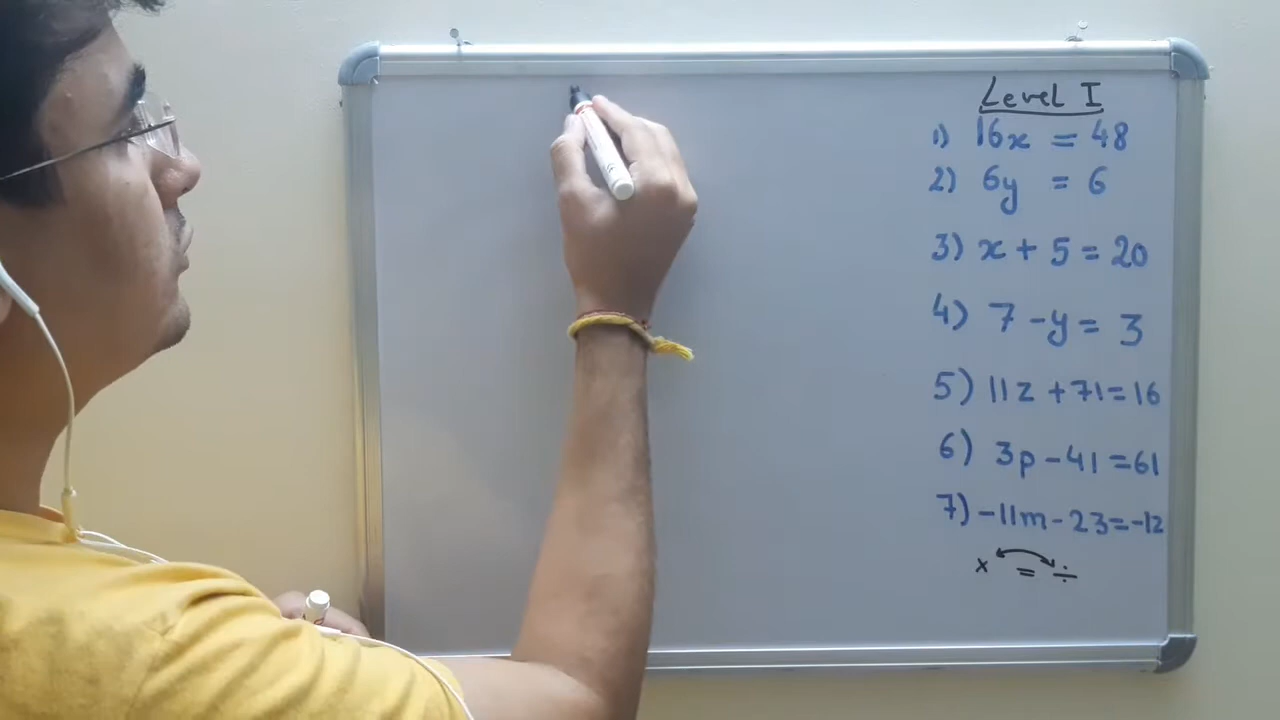 Level I
1) 16x = 48
2) 6y = 6
3) x + 5 = 20
4) 7 - y = 3
5) 11z + 71 = 16
6) 3p - 41 = 61
7) -11m - 23 = -12
× = ÷